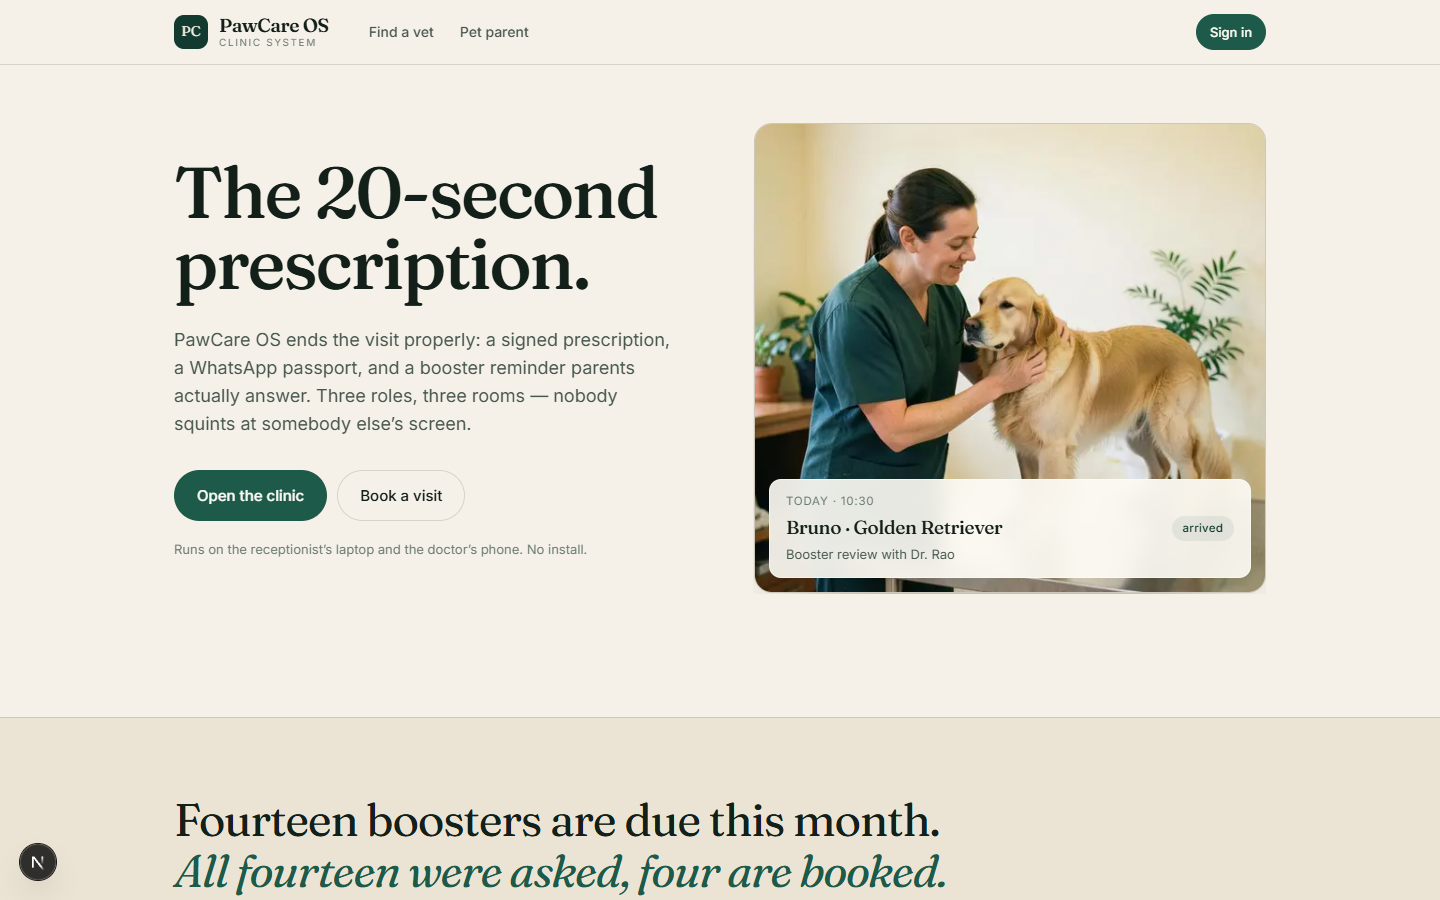 PC
PawCare OS
CLINIC SYSTEM
Find a vet
Pet parent
Sign in
The 20-second
prescription.
PawCare OS ends the visit properly: a signed prescription,
a WhatsApp passport, and a booster reminder parents
actually answer. Three roles, three rooms — nobody
squints at somebody else’s screen.
Open the clinic
Book a visit
Runs on the receptionist’s laptop and the doctor’s phone. No install.
TODAY · 10:30
Bruno · Golden Retriever
arrived
Booster review with Dr. Rao
Fourteen boosters are due this month.
All fourteen were asked, four are booked.
N